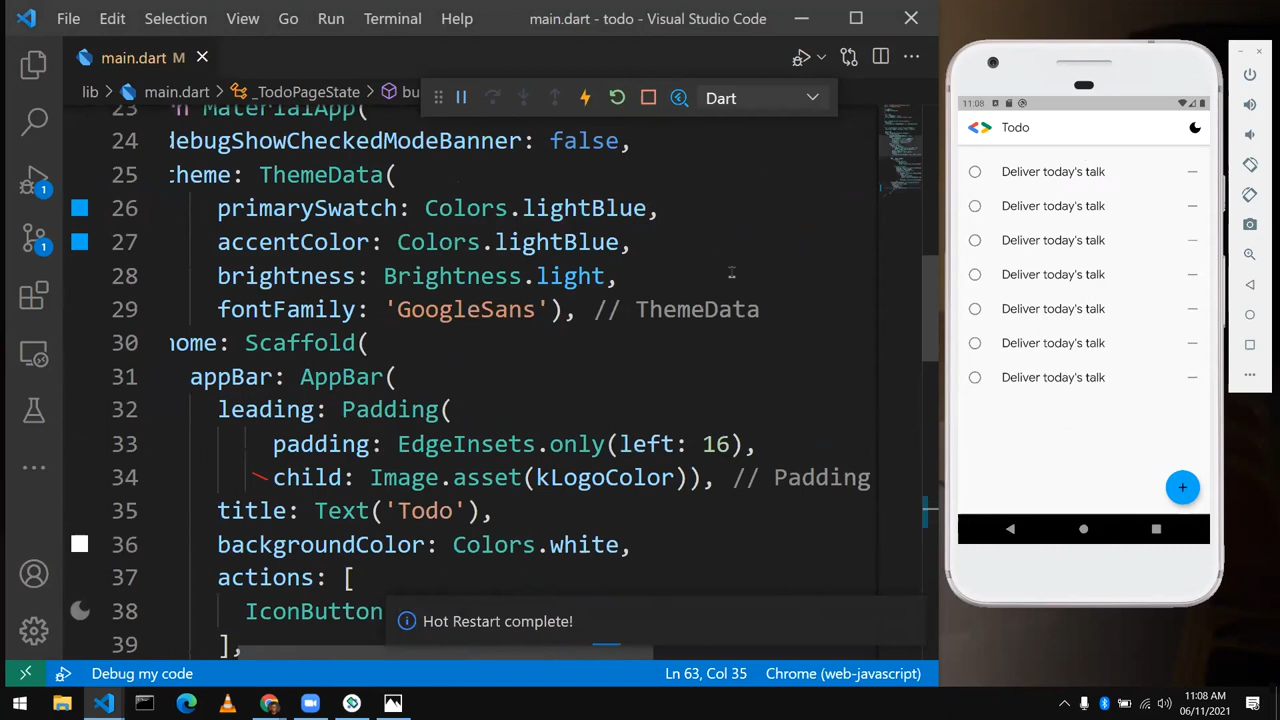 File Edit Selection View Go Run Terminal Help main.dart - todo - Visual Studio Code
main.dart M
lib > main.dart > _TodoPageState > bu
Dart
23 MaterialApp(
24 debugShowCheckedModeBanner: false,
25 theme: ThemeData(
26 primarySwatch: Colors.lightBlue,
27 accentColor: Colors.lightBlue,
28 brightness: Brightness.light,
29 fontFamily: 'GoogleSans'), // ThemeData
30 home: Scaffold(
31 appBar: AppBar(
32 leading: Padding(
33 padding: EdgeInsets.only(left: 16),
34 child: Image.asset(kLogoColor)), // Padding
35 title: Text('Todo'),
36 backgroundColor: Colors.white,
37 actions: [
38 IconButton
39 ],
Hot Restart complete!
1
1
Debug my code Ln 63, Col 35 Chrome (web-javascript)
11:08
Todo
Deliver today's talk
Deliver today's talk
Deliver today's talk
Deliver today's talk
Deliver today's talk
Deliver today's talk
Deliver today's talk
11:08 AM
06/11/2021